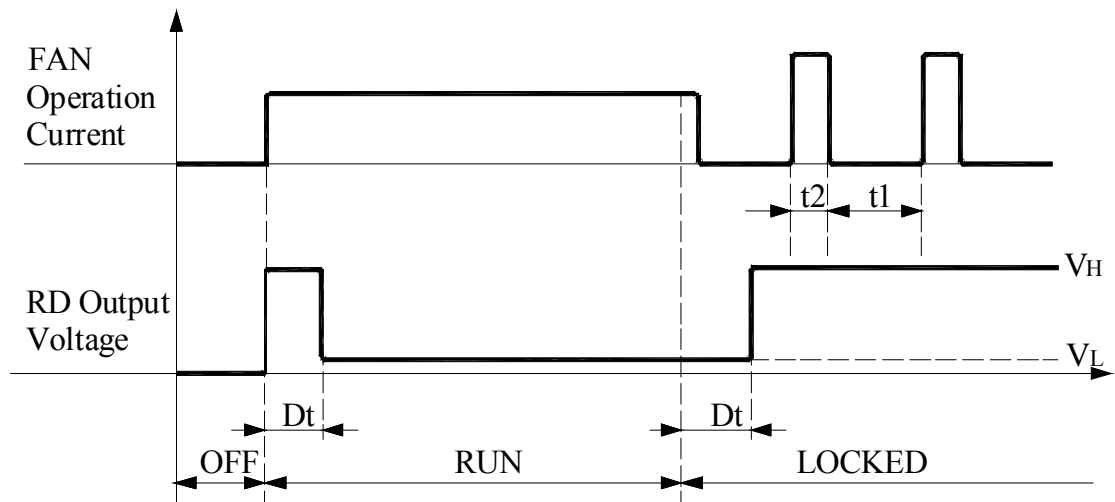 FAN
Operation
Current
t2
t1
RD Output
Voltage
VH
VL
Dt
Dt
OFF
RUN
LOCKED